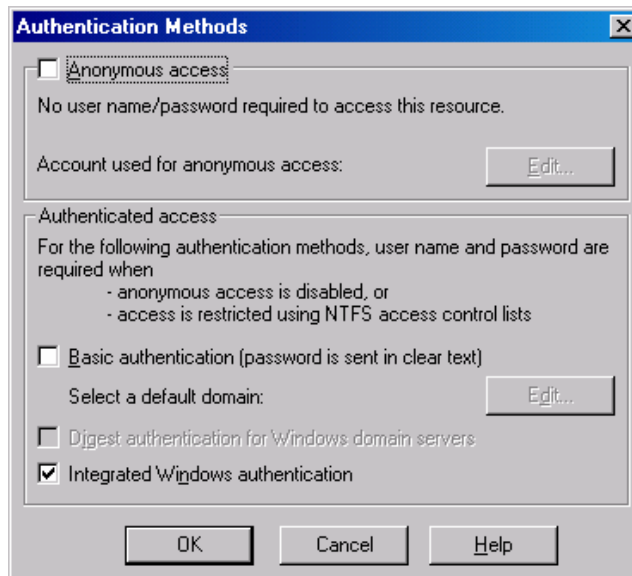 Authentication Methods
Anonymous access
No user name/password required to access this resource.
Account used for anonymous access:
Edit...
Authenticated access
For the following authentication methods, user name and password are
required when
- anonymous access is disabled, or
- access is restricted using NTFS access control lists
Basic authentication (password is sent in clear text)
Select a default domain:
Edit...
Digest authentication for Windows domain servers
Integrated Windows authentication
OK
Cancel
Help